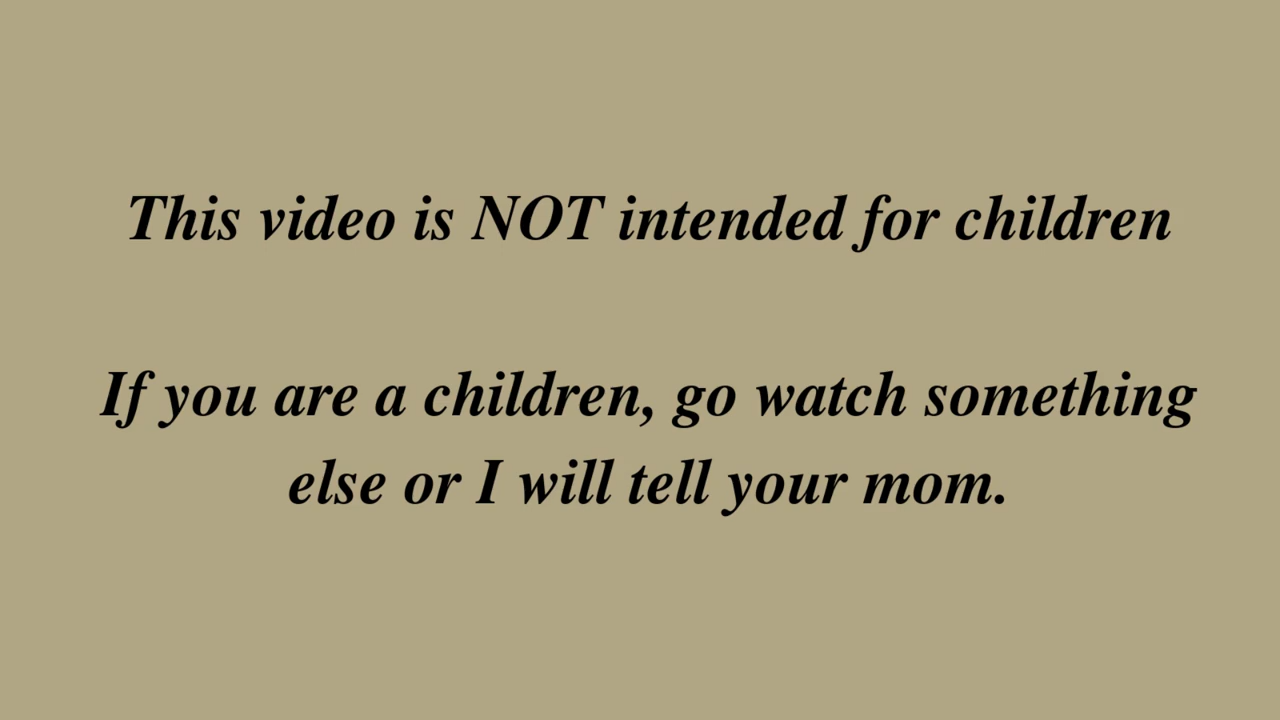 This video is NOT intended for children
If you are a children, go watch something
else or I will tell your mom.